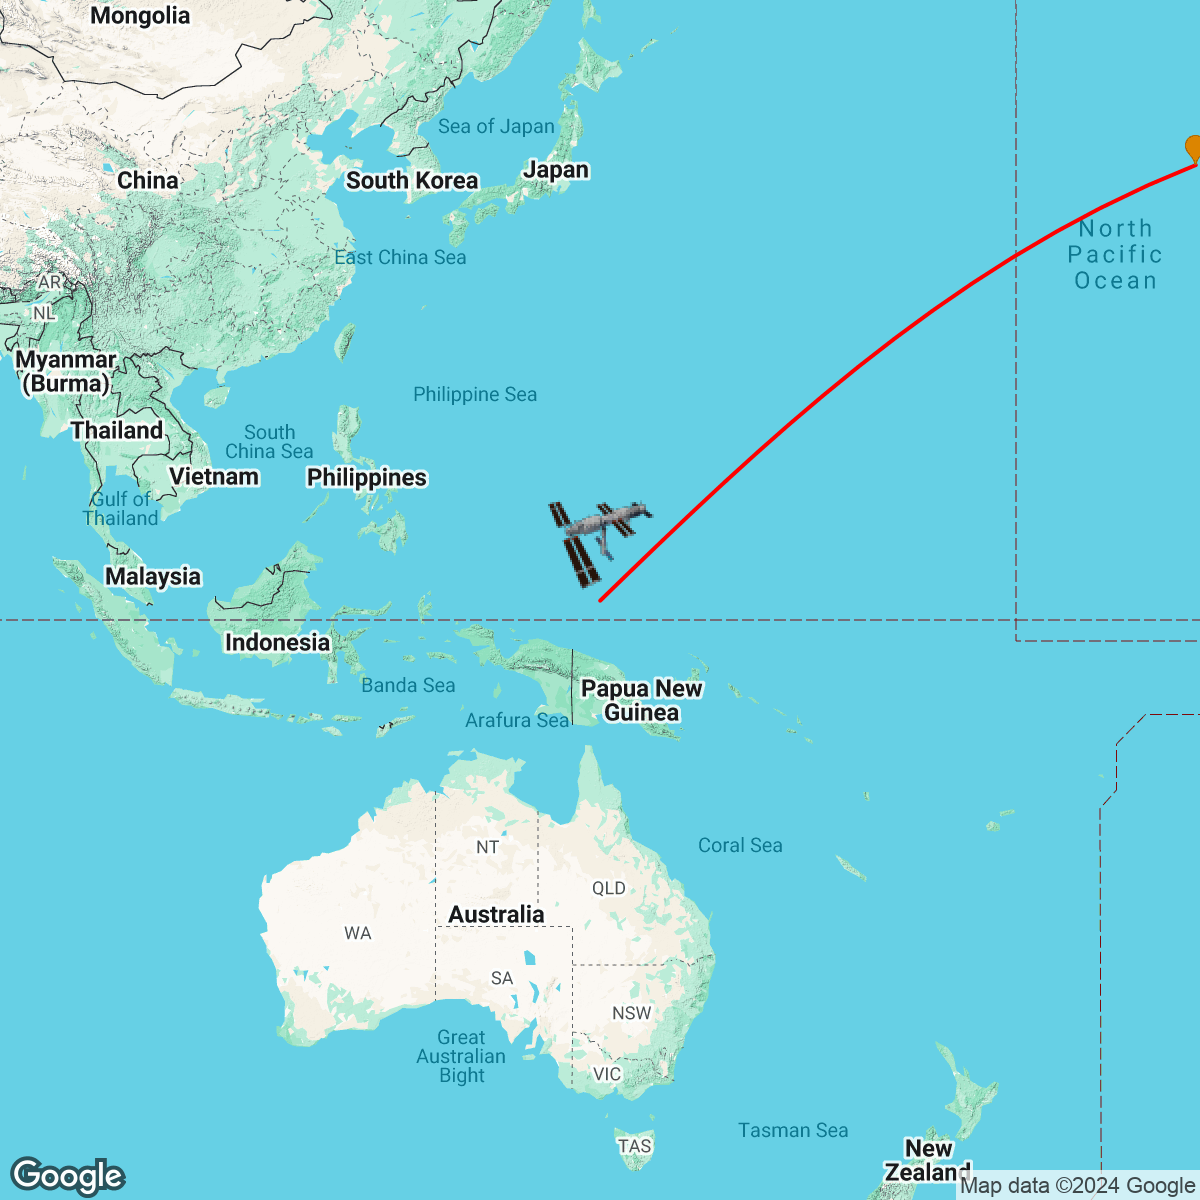 Mongolia
Sea of Japan
Japan
China
South Korea
North
Pacific
Ocean
East China Sea
AR
NL
Myanmar
(Burma)
Philippine Sea
Thailand
South
China Sea
Vietnam
Philippines
Gulf of
Thailand
Malaysia
Indonesia
Banda Sea
Papua New
Guinea
Arafura Sea
Coral Sea
NT
QLD
Australia
WA
SA
NSW
Great
Australian
Bight
VIC
Tasman Sea
TAS
New
Zealand
Google
Map data ©2024 Google